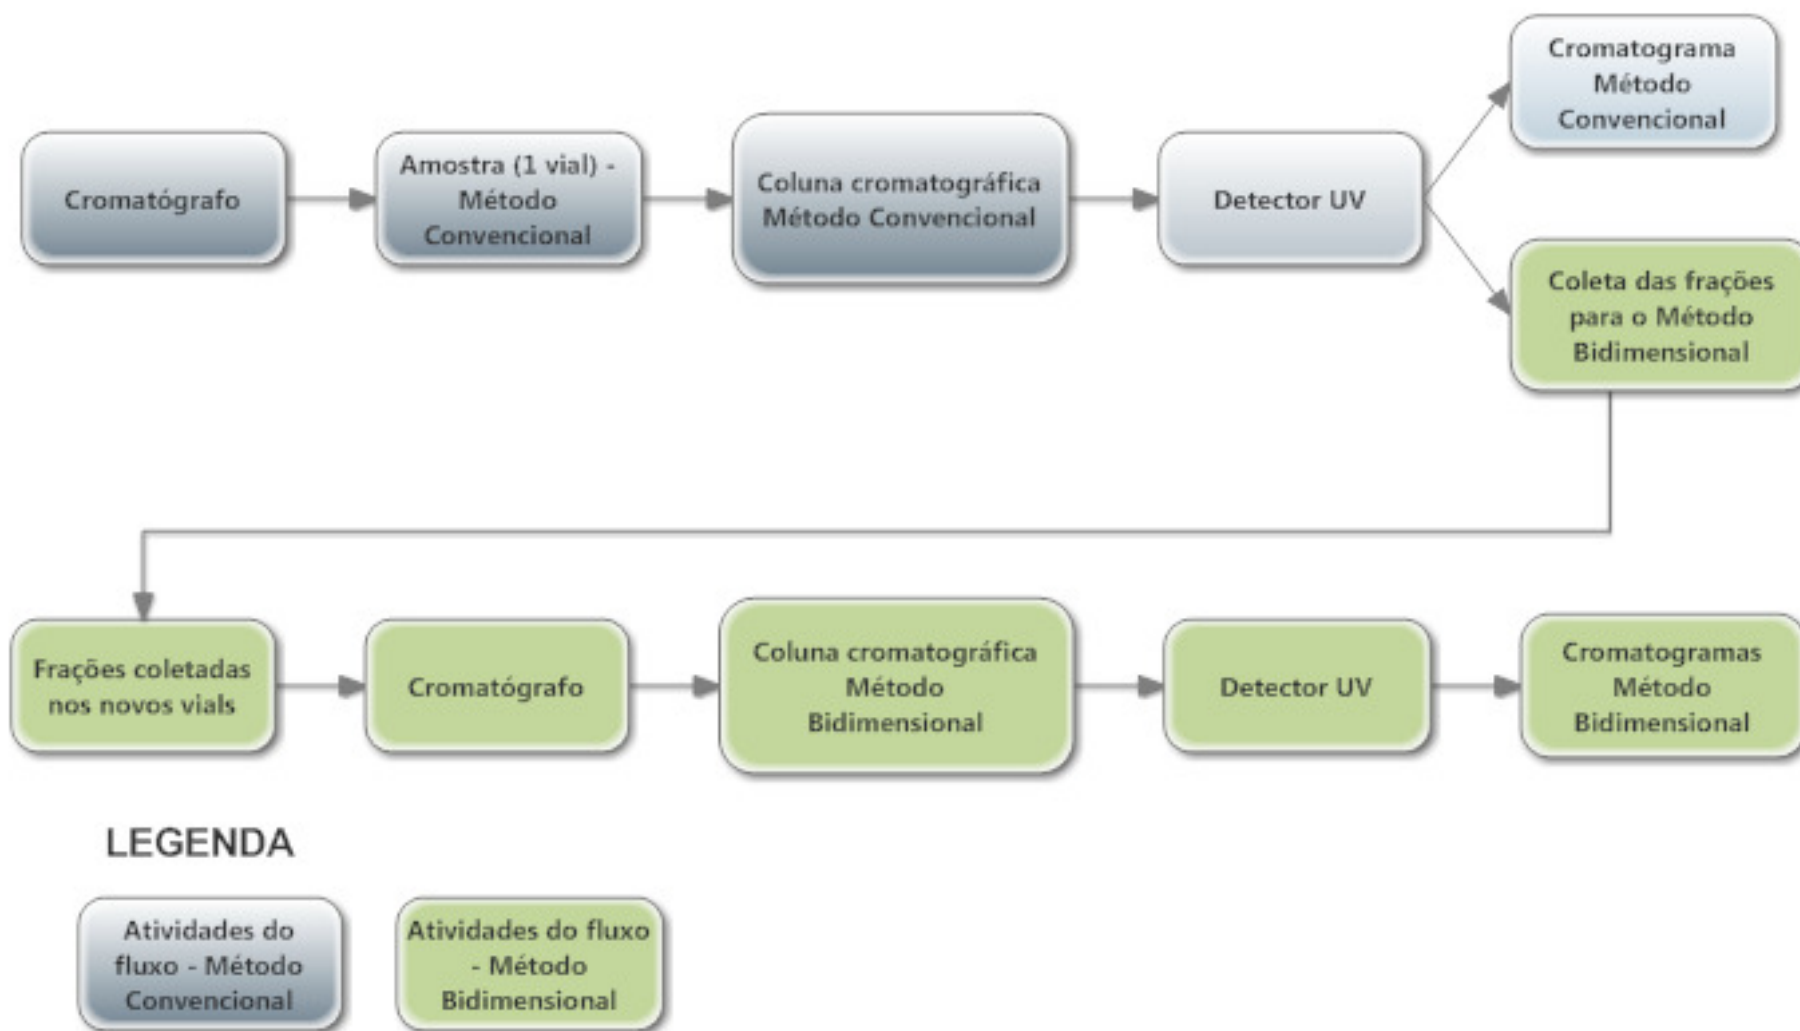 Cromatógrafo
Amostra (1 vial) -
Método
Convencional
Coluna cromatográfica
Método Convencional
Detector UV
Cromatograma
Método
Convencional
Coleta das frações
para o Método
Bidimensional
Frações coletadas
nos novos vials
Cromatógrafo
Coluna cromatográfica
Método
Bidimensional
Detector UV
Cromatogramas
Método
Bidimensional
LEGENDA
Atividades do
fluxo - Método
Convencional
Atividades do fluxo
- Método
Bidimensional